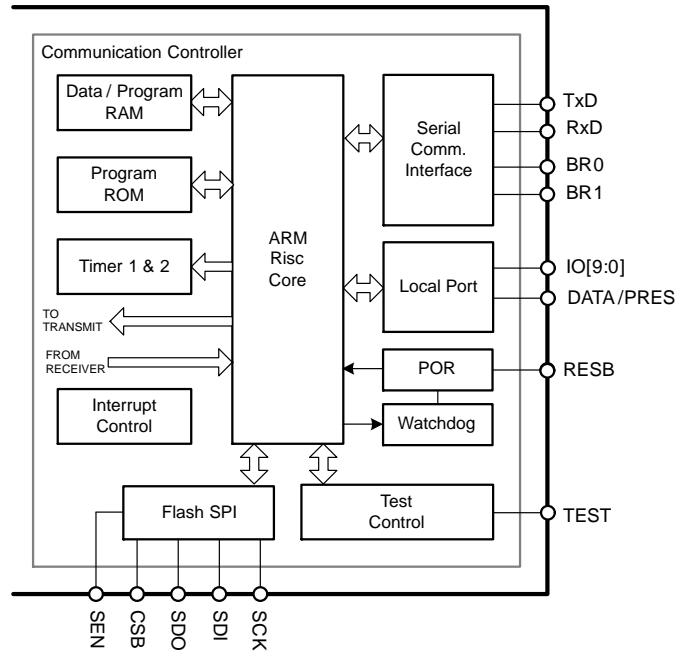 Communication Controller
Data / Program
RAM
Program
ROM
Timer 1 & 2
TO
TRANSMIT
FROM
RECEIVER
Interrupt
Control
ARM
Risc
Core
Serial
Comm.
Interface
Local Port
POR
Watchdog
Flash SPI
Test
Control
TxD
RxD
BR0
BR1
IO[9:0]
DATA/PRES
RESB
TEST
SEN
CSB
SDO
SDI
SCK